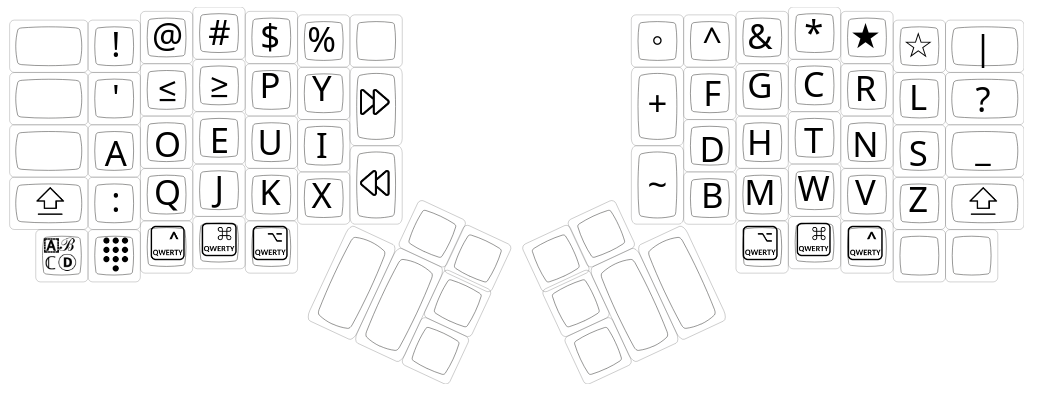 ! @ # $ % ° ^ & * ★ ☆ |
' ≤ ≥ P Y + F G C R L ?
A O E U I D H T N S _
: Q J K X ~ B M W V Z
A ℬ ℂ D ^ QWERTY ⌘ QWERTY ⌥ QWERTY ⌥ QWERTY ⌘ QWERTY ^ QWERTY